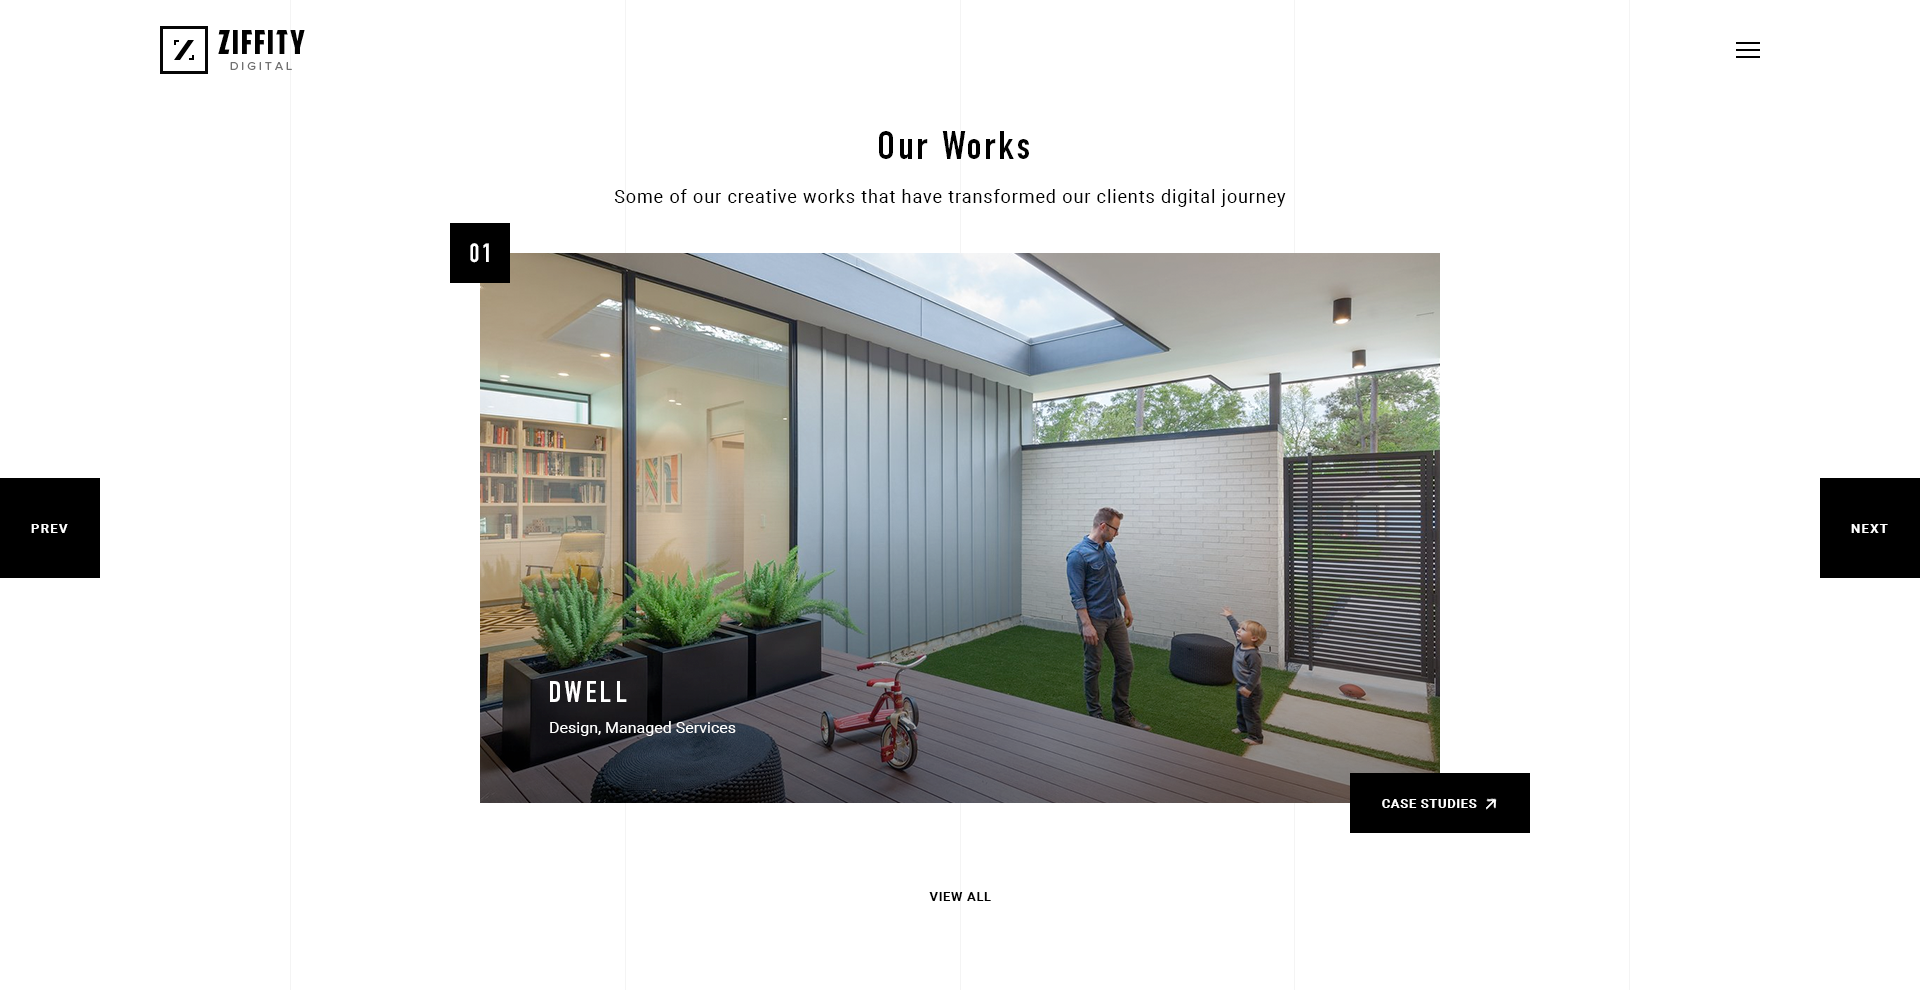 ZIFFITY
DIGITAL
Our Works
Some of our creative works that have transformed our clients digital journey
01
PREV
NEXT
DWELL
Design, Managed Services
CASE STUDIES
VIEW ALL